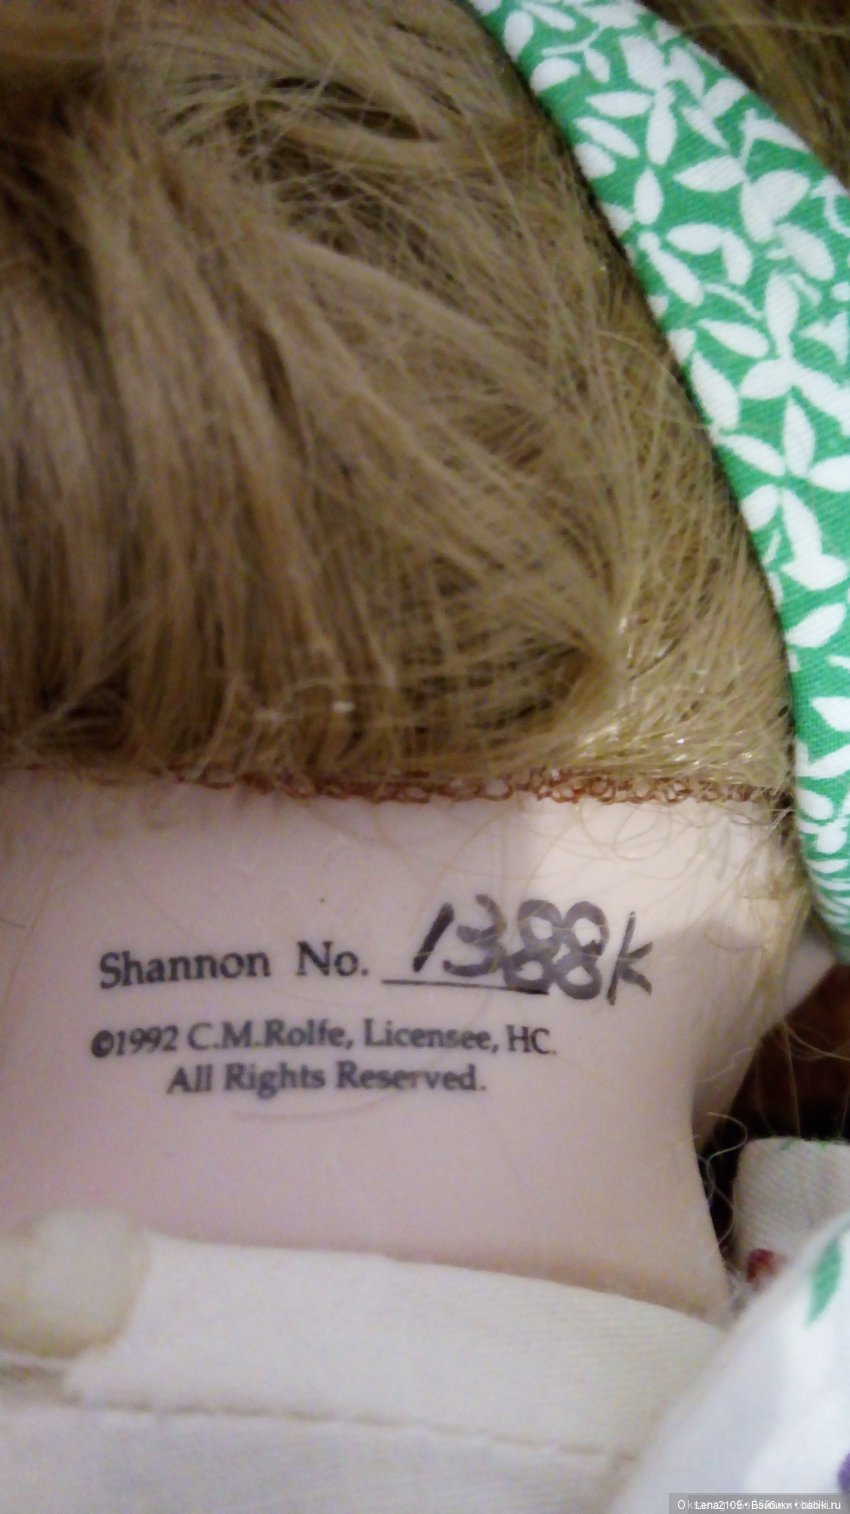 Shannon No. 1388k
©1992 C.M.Rolfe, Licensee, HC.
All Rights Reserved.
Lena2105 • Бэйбики • babiki.ru